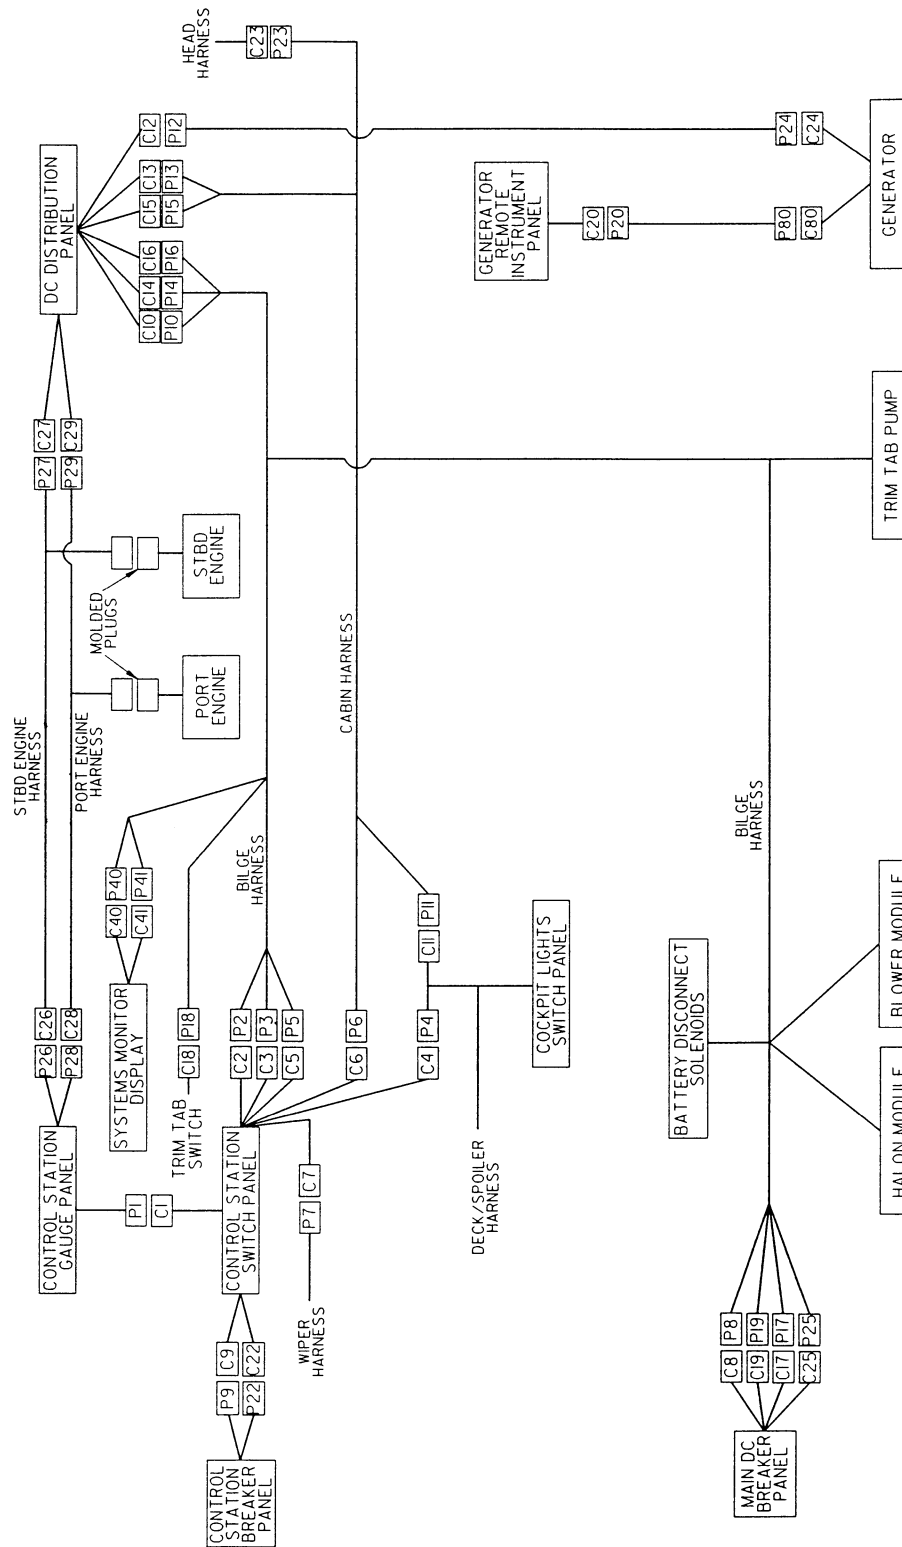 HEAD
HARNESS
C23
P23
DC DISTRIBUTION
PANEL
C12
P12
C13
P13
C15
P15
C16
P16
C14
P14
C10
P10
P24
C24
GENERATOR
REMOTE
INSTRUMENT
PANEL
C20
P20
P80
C80
GENERATOR
P27
C27
P29
C29
MOLDED
PLUGS
STBD
ENGINE
PORT
ENGINE
STBD ENGINE
HARNESS
PORT ENGINE
HARNESS
CABIN HARNESS
TRIM TAB PUMP
BILGE
HARNESS
P26
C26
P28
C28
CONTROL STATION
GAUGE PANEL
C40
P40
C41
P41
SYSTEMS MONITOR
DISPLAY
C18
P18
TRIM TAB
SWITCH
BILGE
HARNESS
C2
P2
C3
P3
C5
P5
C6
P6
C4
P4
C11
P11
COCKPIT LIGHTS
SWITCH PANEL
DECK/SPOILER
HARNESS
P1
C1
CONTROL STATION
SWITCH PANEL
P7
C7
WIPER
HARNESS
P9
C9
P22
C22
CONTROL
STATION
BREAKER
PANEL
BATTERY DISCONNECT
SOLENOIDS
BLOWER MODULE
HALON MODULE
C8
P8
C19
P19
C17
P17
C25
P25
MAIN DC
BREAKER
PANEL